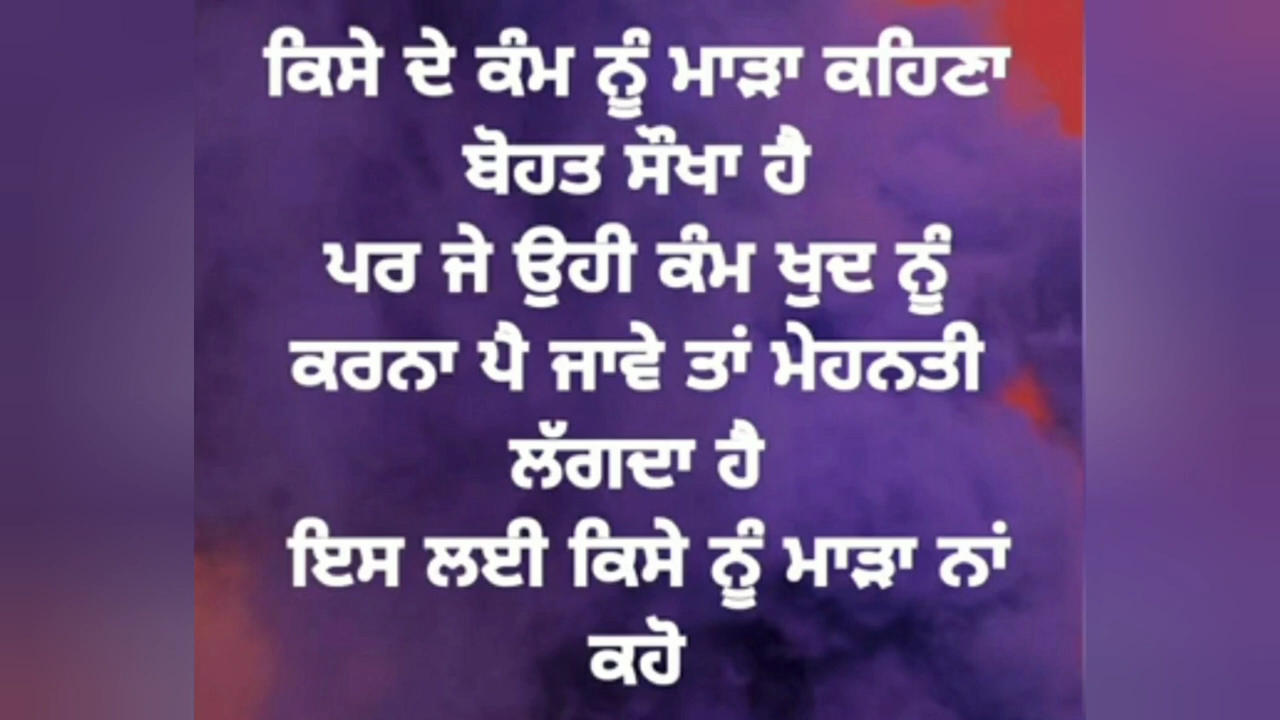 ਕਿਸੇ ਦੇ ਕੰਮ ਨੂੰ ਮਾੜਾ ਕਹਿਣਾ
ਬੋਹਤ ਸੌਖਾ ਹੈ
ਪਰ ਜੇ ਉਹੀ ਕੰਮ ਖੁਦ ਨੂੰ
ਕਰਨਾ ਪੈ ਜਾਵੇ ਤਾਂ ਮੇਹਨਤੀ
ਲੱਗਦਾ ਹੈ
ਇਸ ਲਈ ਕਿਸੇ ਨੂੰ ਮਾੜਾ ਨਾਂ
ਕਹੋ